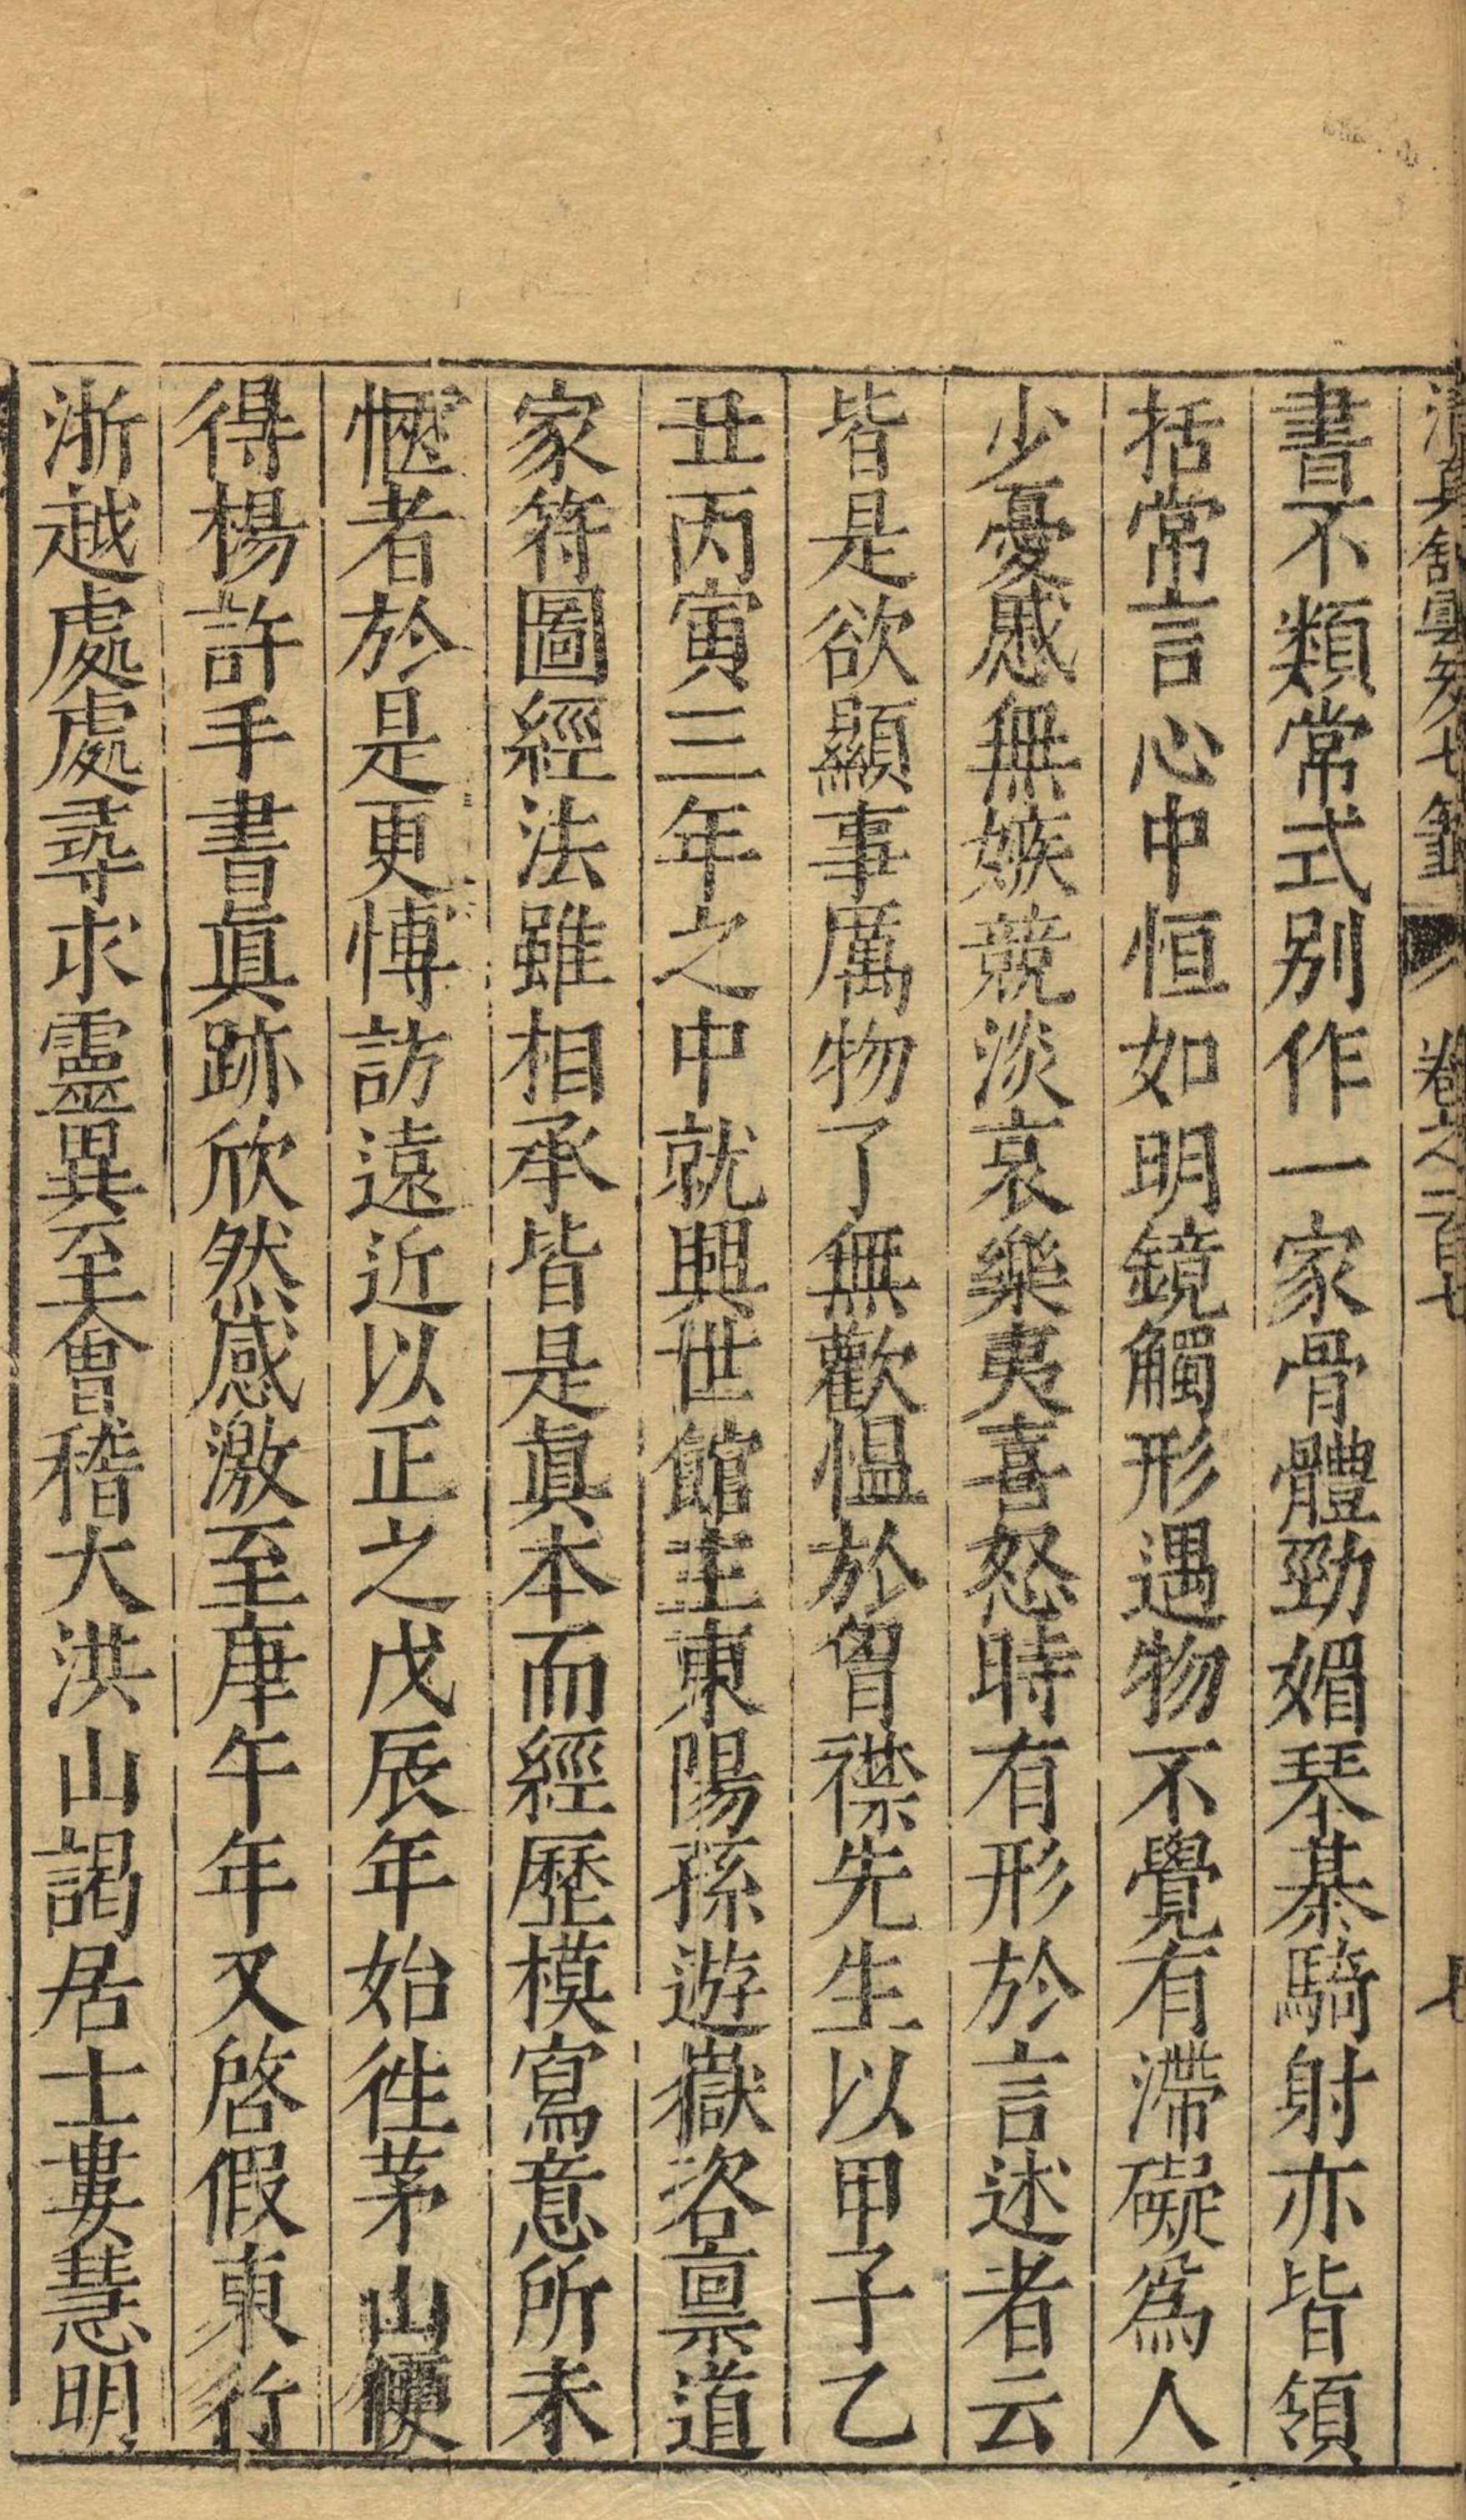 書不類常式別作一家骨體勁媚琴棊騎射亦皆領
括常言心中恒如明鏡觸形遇物不覺有滯礙爲人
少憂慼無嫉競淡哀樂夷喜怒時有形於言述者云
皆是欲顯事厲物了無歡愠於胷襟先生以甲子乙
丑丙寅三年之中就興世館主東陽孫遊嶽咨禀道
家符圖經法雖相承皆是眞本而經歷模寫意所未
愜者於是更博訪遠近以正之戊辰年始徃茅山便
得楊許手書眞跡欣然感激至庚午年又啓假東行
浙越處處尋求靈異至會稽大洪山謁居士婁慧明